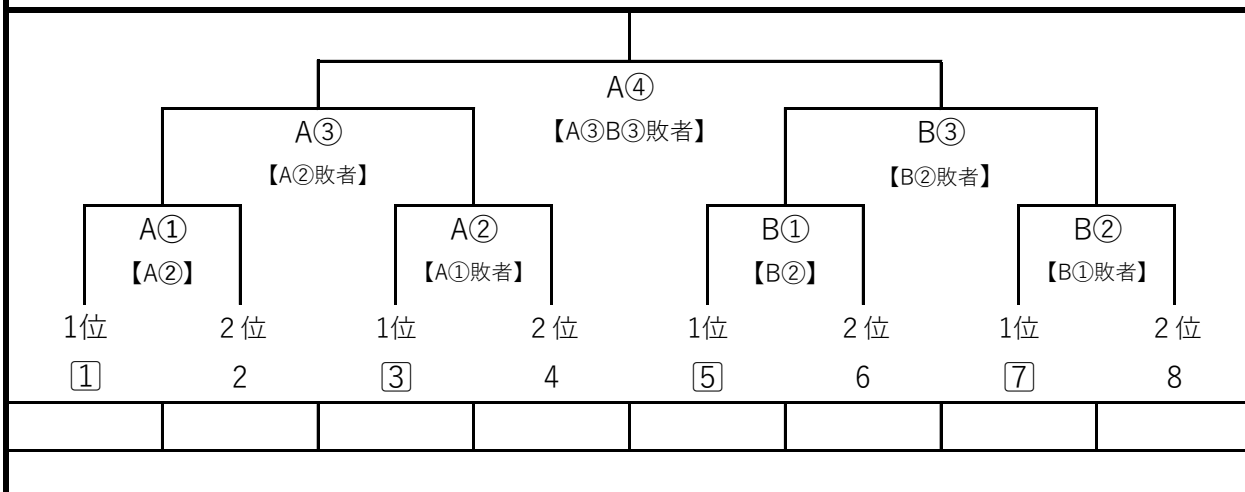 A④
【A③B③敗者】
A③
【A②敗者】
B③
【B②敗者】
A①
【A②】
A②
【A①敗者】
B①
【B②】
B②
【B①敗者】
1位 2位 1位 2位 1位 2位 1位 2位
1 2 3 4 5 6 7 8